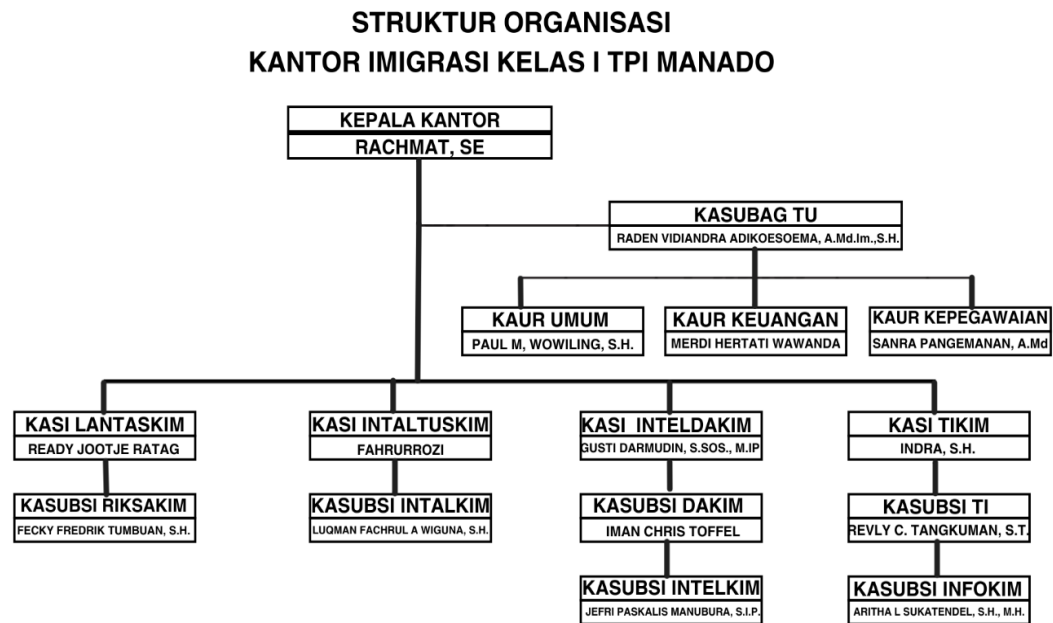 STRUKTUR ORGANISASI
KANTOR IMIGRASI KELAS I TPI MANADO
KEPALA KANTOR
RACHMAT, SE
KASUBAG TU
RADEN VIDIANDRA ADIKOESOEMA, A.Md.Im.,S.H.
KAUR UMUM
PAUL M, WOWILING, S.H.
KAUR KEUANGAN
MERDI HERTATI WAWANDA
KAUR KEPEGAWAIAN
SANRA PANGEMANAN, A.Md
KASI LANTASKIM
READY JOOTJE RATAG
KASI INTALTUSKIM
FAHRURROZI
KASI INTELDAKIM
GUSTI DARMUDIN, S.SOS., M.IP
KASI TIKIM
INDRA, S.H.
KASUBSI RIKSAKIM
FECKY FREDRIK TUMBUAN, S.H.
KASUBSI INTALKIM
LUQMAN FACHRUL A WIGUNA, S.H.
KASUBSI DAKIM
IMAN CHRIS TOFFEL
KASUBSI TI
REVLY C. TANGKUMAN, S.T.
KASUBSI INTELKIM
JEFRI PASKALIS MANUBURA, S.I.P.
KASUBSI INFOKIM
ARITHA L SUKATENDEL, S.H., M.H.